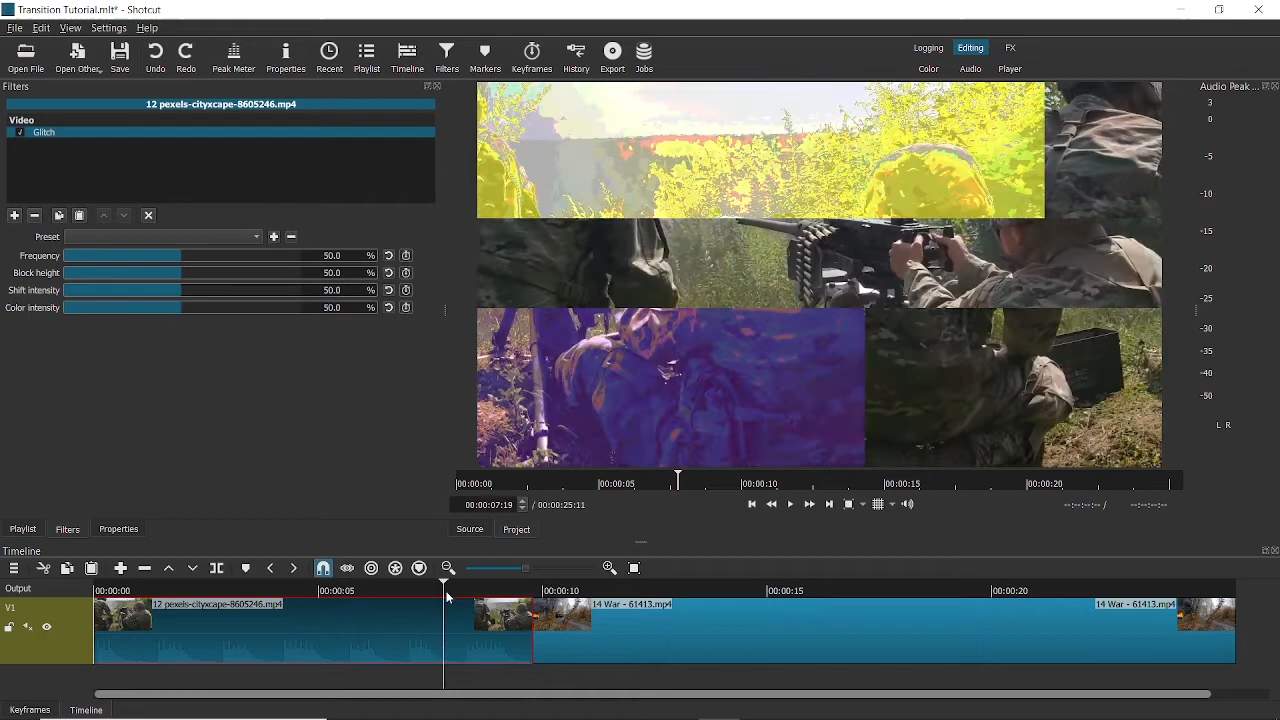 Transition Tutorial.mlt* - Shotcut
File Edit View Settings Help
Open File Open Other.. Save Undo Redo Peak Meter Properties Recent Playlist Timeline Filters Markers Keyframes History Export Jobs
Logging Editing FX
Color Audio Player
Filters
Audio Peak ...
12 pexels-cityxcape-8605246.mp4
Video
Glitch
Preset
Frequency 50.0 %
Block height 50.0 %
Shift intensity 50.0 %
Color intensity 50.0 %
3
0
-5
-10
-15
-20
-25
-30
-35
-40
-50
L R
00:00:00 00:00:05 00:00:10 00:00:15 00:00:20
00:00:07:19 / 00:00:25:11 --:--:--:-- / --:--:--:--
Playlist Filters Properties Source Project
Timeline
Output
00:00:00 00:00:05 00:00:10 00:00:15 00:00:20
V1
12 pexels-cityxcape-8605246.mp4 14 War - 61413.mp4 14 War - 61413.mp4
Keyframes Timeline